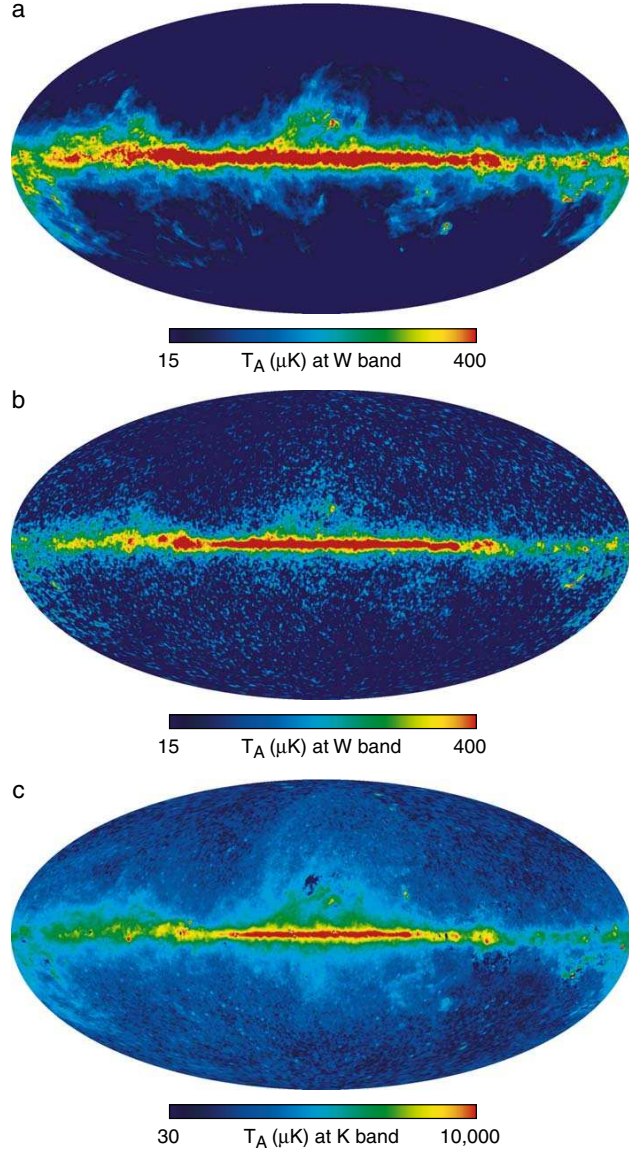 a
15 T_A (μK) at W band 400
b
15 T_A (μK) at W band 400
c
30 T_A (μK) at K band 10,000